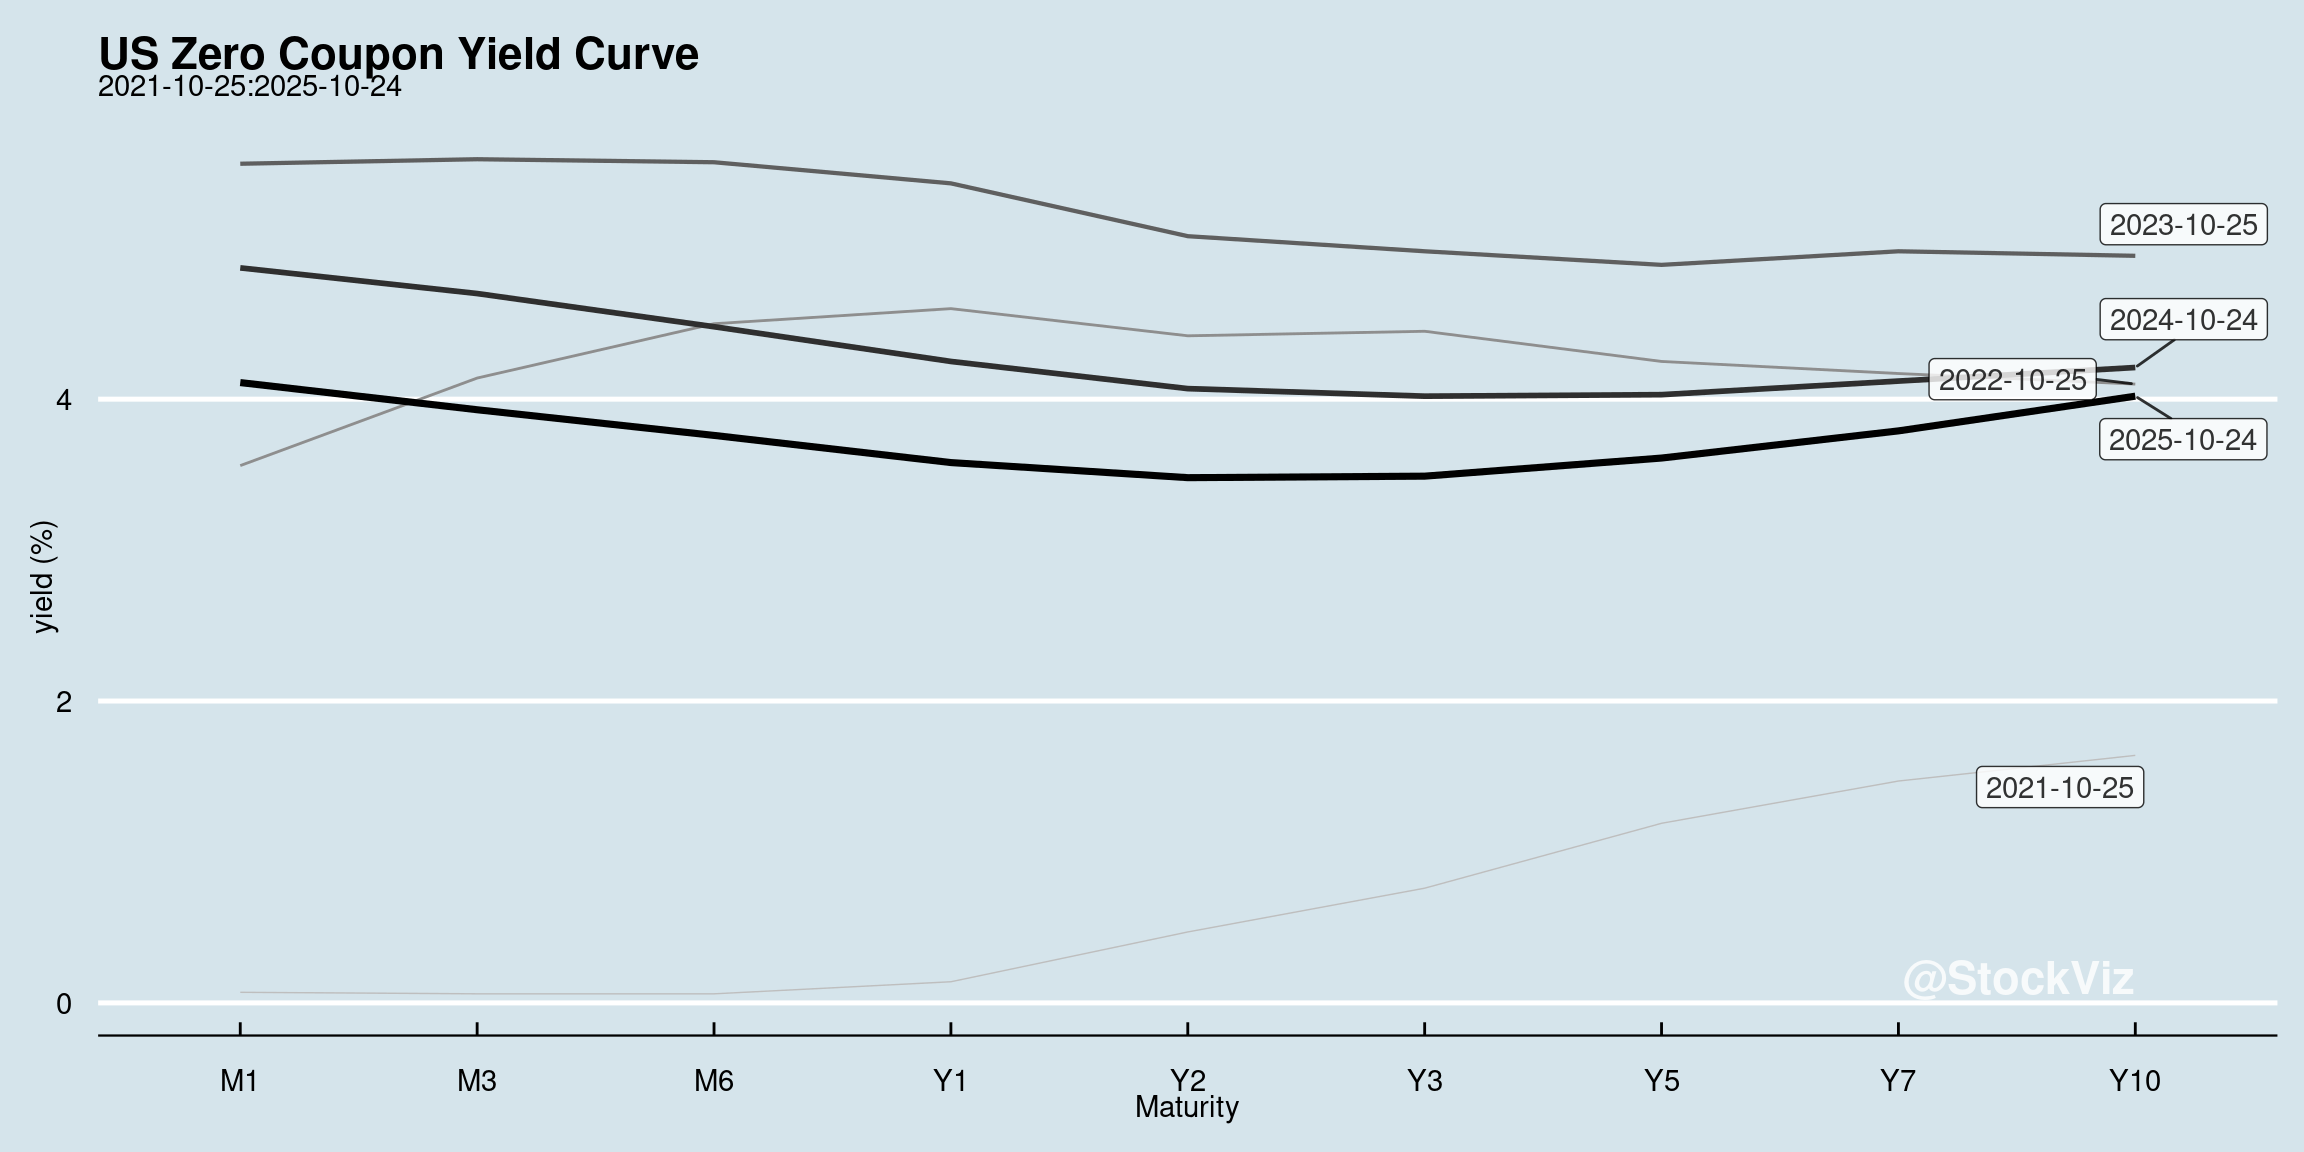 US Zero Coupon Yield Curve
2021-10-25:2025-10-24
2023-10-25
2024-10-24
2022-10-25
2025-10-24
2021-10-25
4
2
0
yield (%)
@StockViz
M1 M3 M6 Y1 Y2 Y3 Y5 Y7 Y10
Maturity